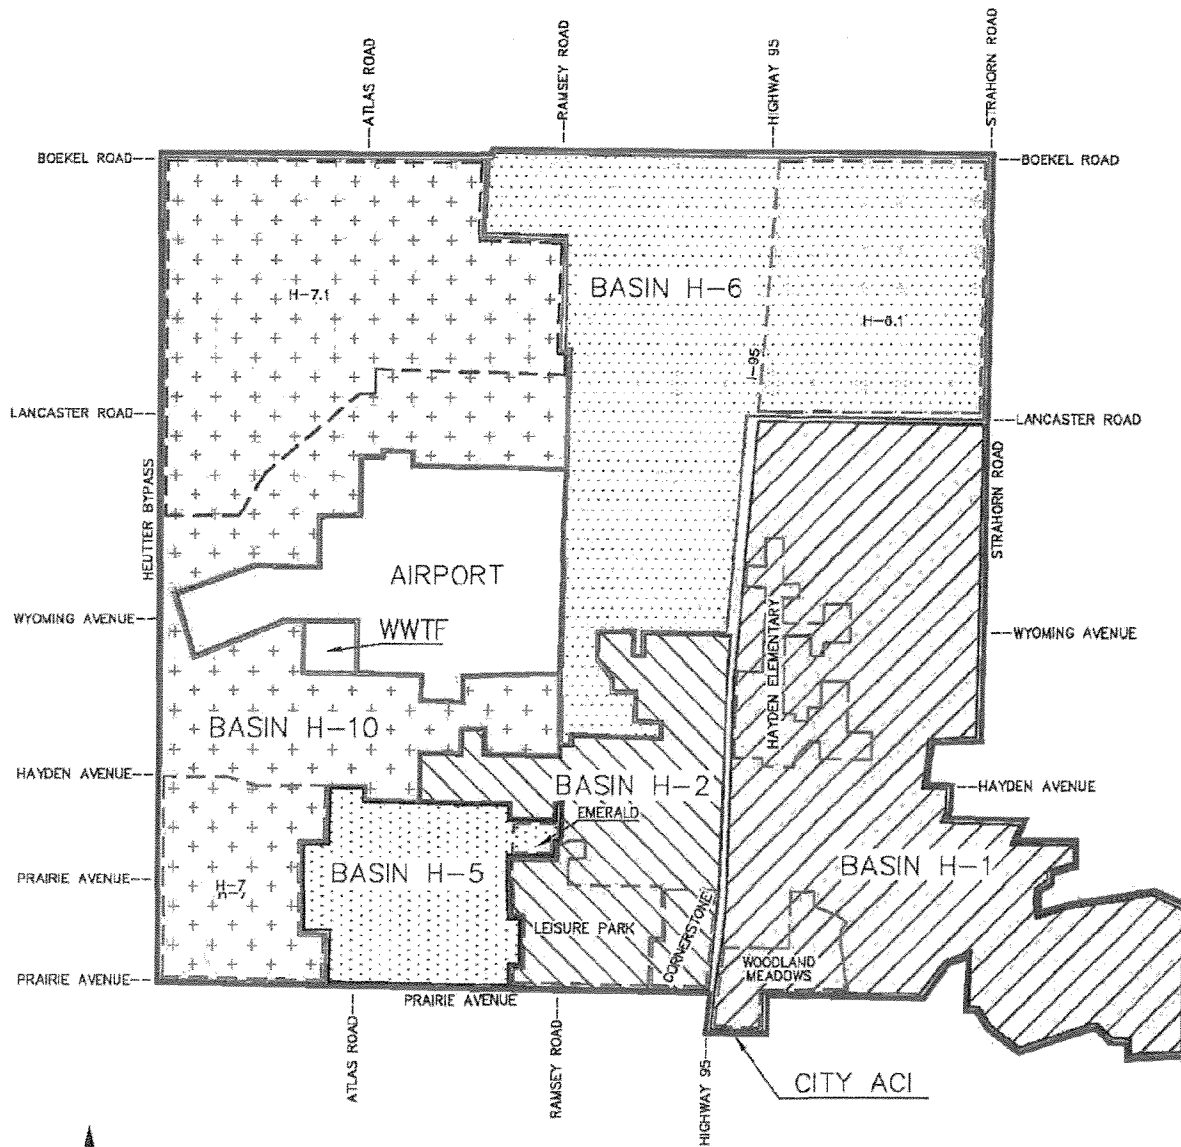 ATLAS ROAD
RAMSEY ROAD
HIGHWAY 95
STRAHORN ROAD
BOEKEL ROAD
BOEKEL ROAD
BASIN H-6
H-7.1
H-6.1
I-95
LANCASTER ROAD
LANCASTER ROAD
HEUTTER BYPASS
STRAHORN ROAD
AIRPORT
WYOMING AVENUE
WWTF
WYOMING AVENUE
HAYDEN ELEMENTARY
BASIN H-10
HAYDEN AVENUE
BASIN H-2
HAYDEN AVENUE
EMERALD
BASIN H-5
BASIN H-1
PRAIRIE AVENUE
H-7
LEISURE PARK
CORNERSTONE
WOODLAND
MEADOWS
PRAIRIE AVENUE
PRAIRIE AVENUE
ATLAS ROAD
RAMSEY ROAD
HIGHWAY 95
CITY ACI